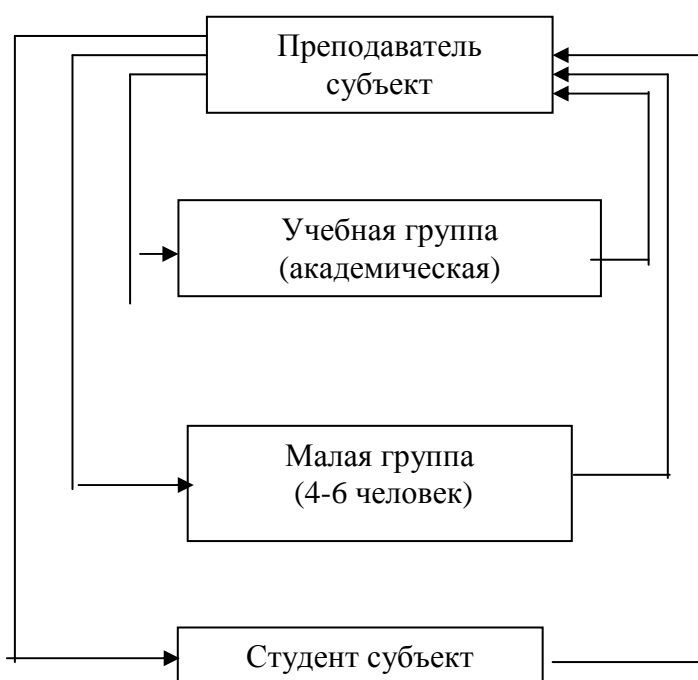 Преподаватель
субъект
Учебная группа
(академическая)
Малая группа
(4-6 человек)
Студент субъект